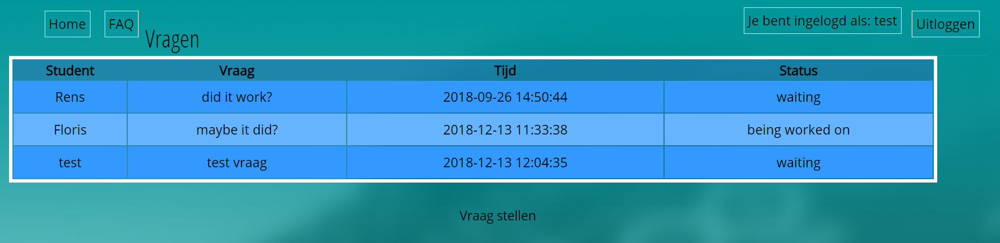 Home FAQ Je bent ingelogd als: test Uitloggen
Vragen
Student Vraag Tijd Status
Rens did it work? 2018-09-26 14:50:44 waiting
Floris maybe it did? 2018-12-13 11:33:38 being worked on
test test vraag 2018-12-13 12:04:35 waiting
Vraag stellen